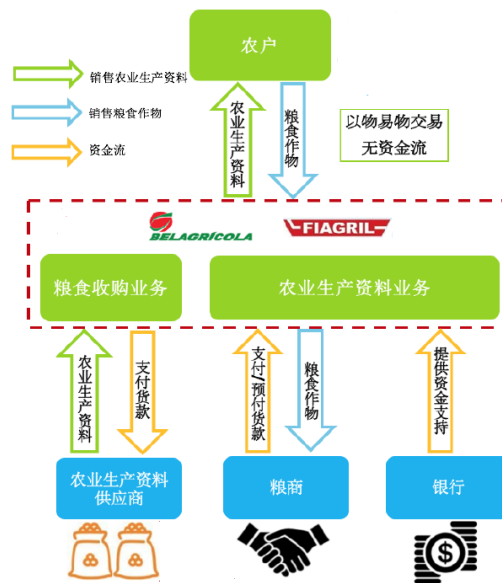 农户
销售农业生产资料
销售粮食作物
资金流
农业生产资料
粮食作物
以物易物交易
无资金流
BELAGRÍCOLA
FIAGRIL
粮食收购业务
农业生产资料业务
农业生产资料
支付货款
支付/预付货款
粮食作物
提供资金支持
农业生产资料
供应商
粮商
银行
$